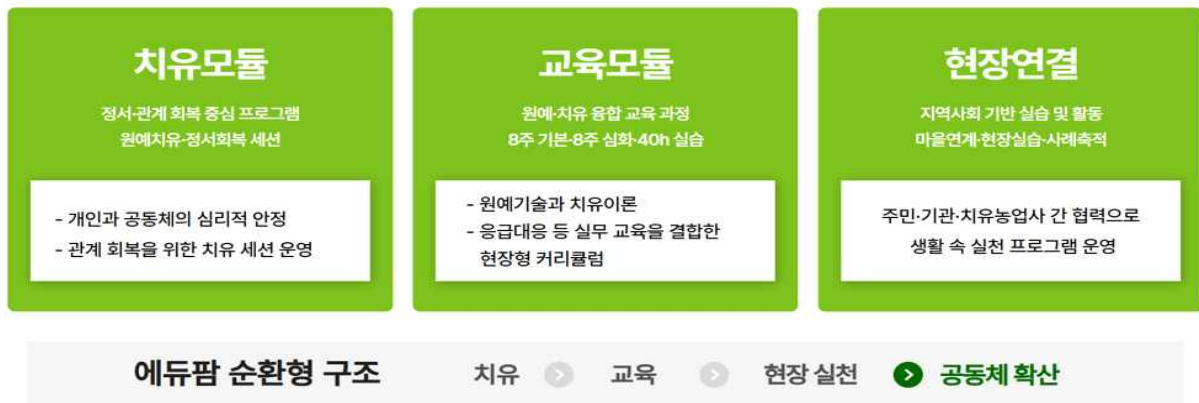 치유모듈
정서·관계 회복 중심 프로그램
원예치유·정서회복 세션
- 개인과 공동체의 심리적 안정
- 관계 회복을 위한 치유 세션 운영
교육모듈
원예·치유 융합 교육 과정
8주 기본·8주 심화·40h 실습
- 원예기술과 치유이론
- 응급대응 등 실무 교육을 결합한
현장형 커리큘럼
현장연결
지역사회 기반 실습 및 활동
마을연계·현장실습·사례축적
주민·기관·치유농업사 간 협력으로
생활 속 실천 프로그램 운영
에듀팜 순환형 구조 치유 교육 현장 실천 공동체 확산